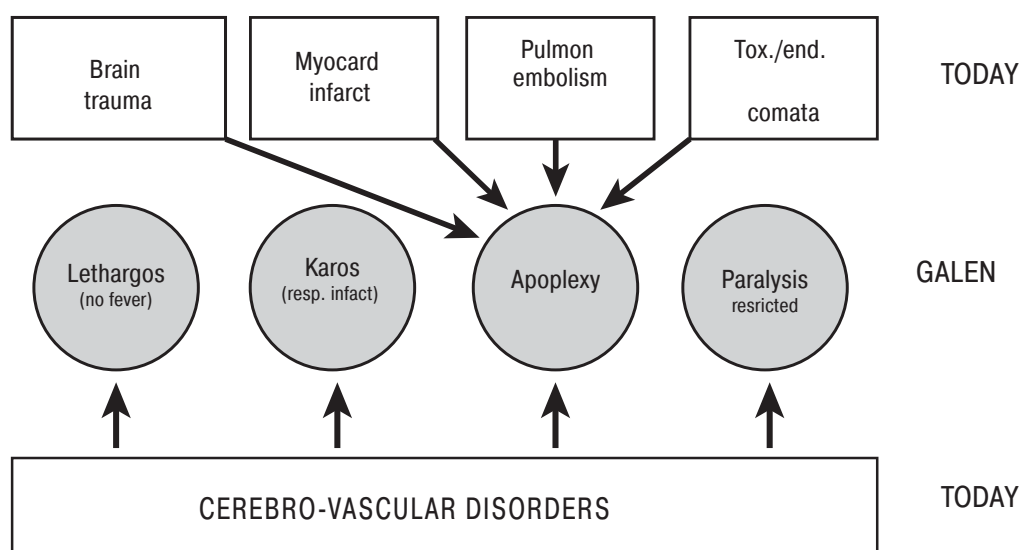 Brain
trauma
Myocard
infarct
Pulmon
embolism
Tox./end.
comata
TODAY
Lethargos
(no fever)
Karos
(resp. infact)
Apoplexy
Paralysis
resricted
GALEN
CEREBRO-VASCULAR DISORDERS
TODAY